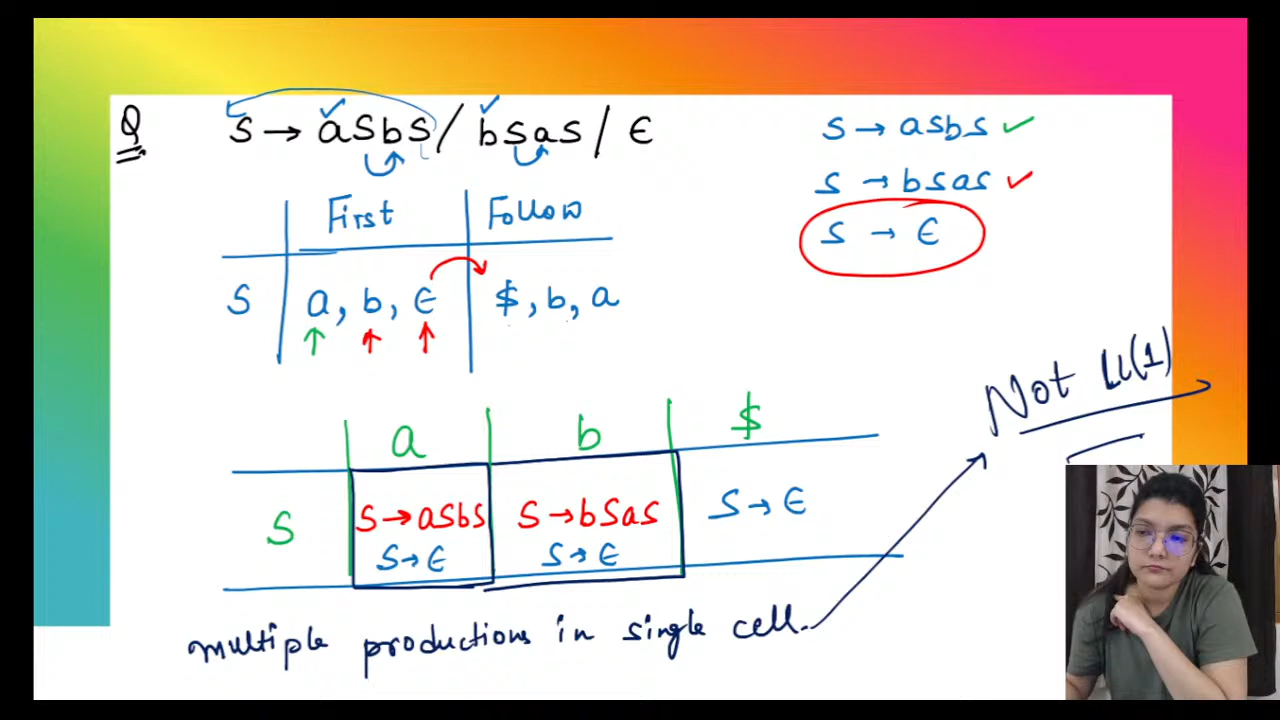 Q S → aSbS / bSaS / ϵ
S → aSbS ✓
S → bSaS ✓
S → ϵ
First Follow
S a, b, ϵ $, b, a
Not LL(1)
a b $
S S→aSbS S→bSaS S→ϵ
S→ϵ S→ϵ
multiple productions in single cell.